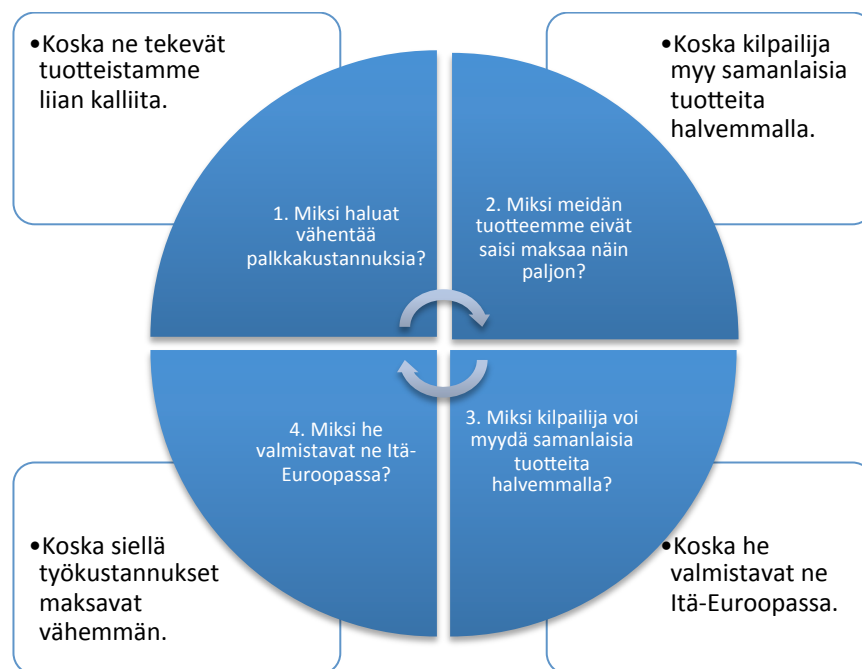 •Koska ne tekevät
tuotteistamme
liian kalliita.
1. Miksi haluat
vähentää
palkkakustannuksia?
•Koska kilpailija
myy samanlaisia
tuotteita
halvemmalla.
2. Miksi meidän
tuotteemme eivät
saisi maksaa näin
paljon?
3. Miksi kilpailija voi
myydä samanlaisia
tuotteita
halvemmalla?
•Koska he
valmistavat ne
Itä-Euroopassa.
4. Miksi he
valmistavat ne Itä-
Euroopassa?
•Koska siellä
työkustannukset
maksavat
vähemmän.